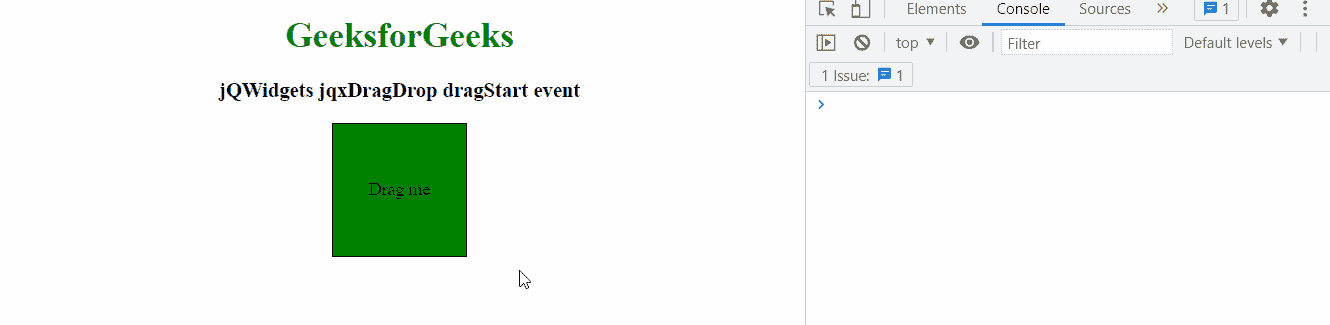 GeeksforGeeks
jQWidgets jqxDragDrop dragStart event
Drag me
Elements Console Sources 1
top Filter Default levels
1 Issue: 1